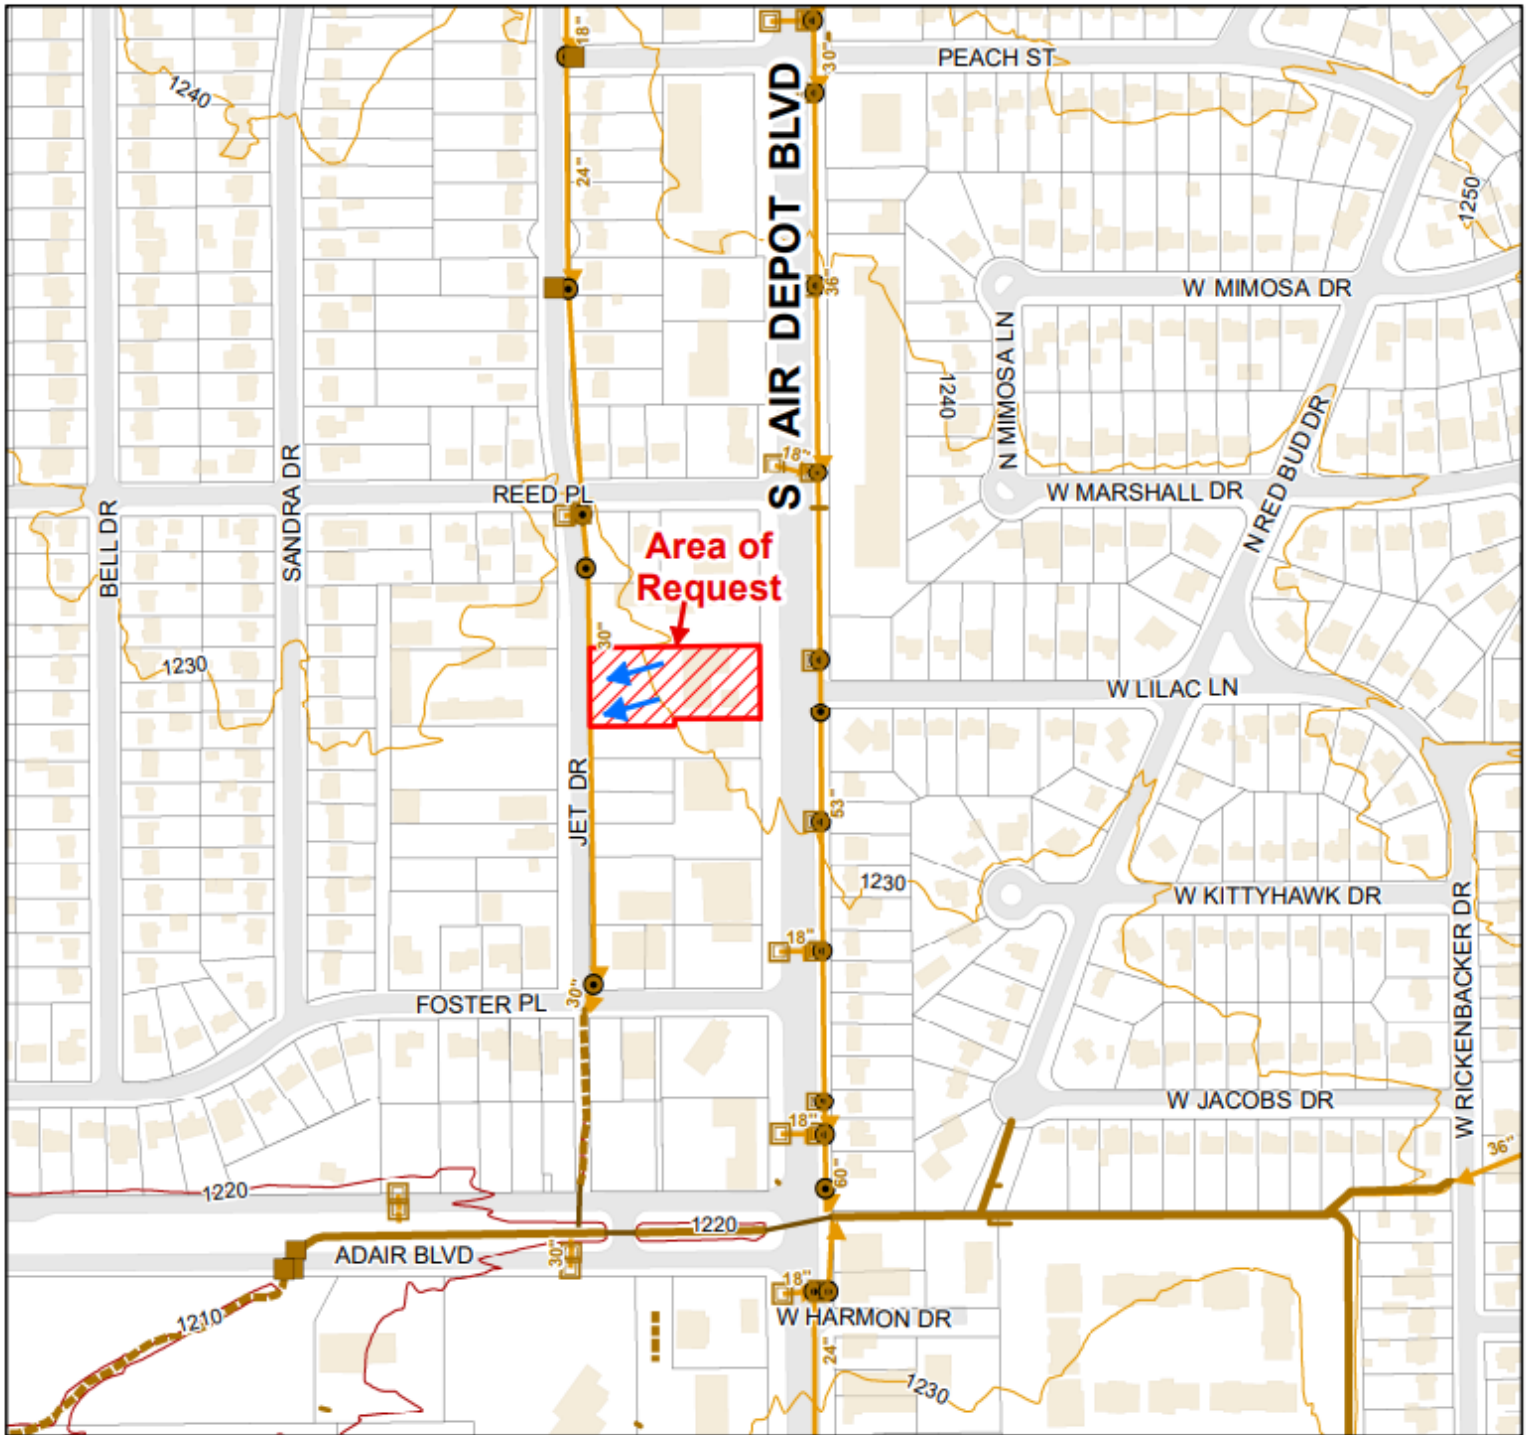 18"
30"
PEACH ST
1240
24"
S AIR DEPOT BLVD
1250
36"
W MIMOSA DR
N MIMOSA LN
1240
N RED BUD DR
18"
SANDRA DR
REED PL
W MARSHALL DR
BELL DR
Area of
Request
30"
1230
W LILAC LN
JET DR
53"
1230
W KITTYHAWK DR
W RICKENBACKER DR
18"
30"
FOSTER PL
W JACOBS DR
18"
36"
60"
1220
1220
30"
ADAIR BLVD
18"
W HARMON DR
1210
24"
1230